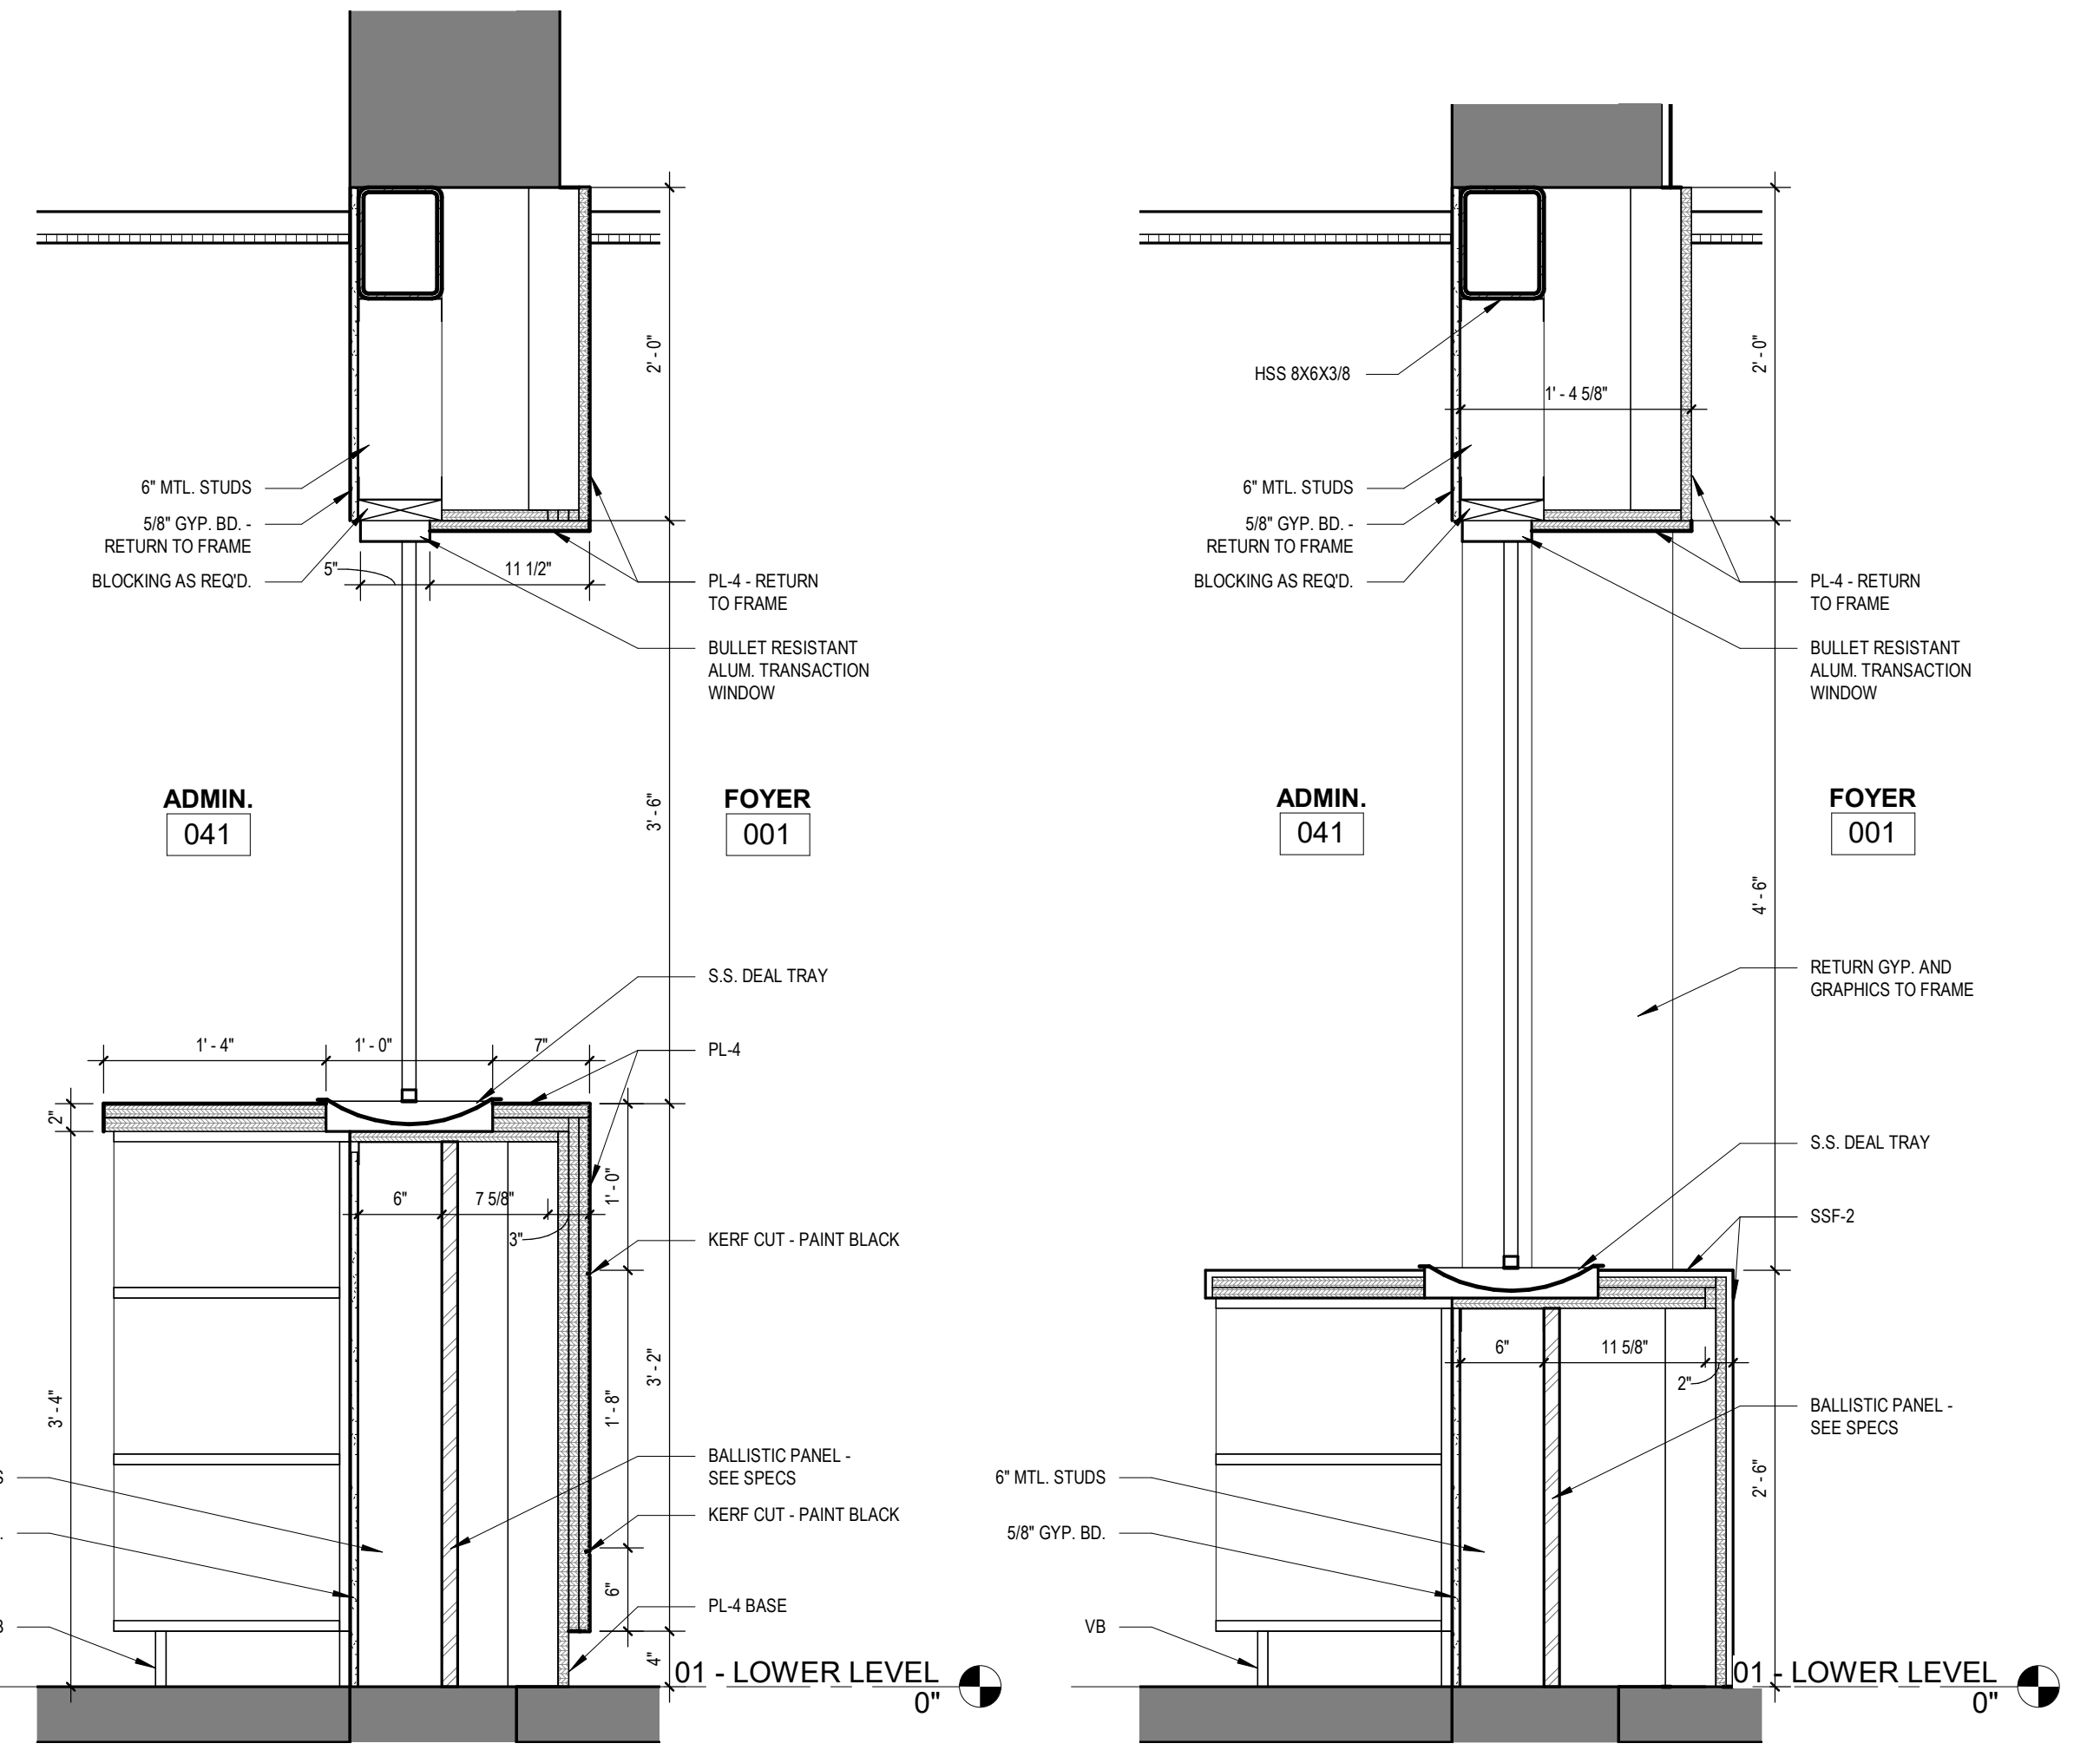 2' - 0"
6" MTL. STUDS
5/8" GYP. BD. -
RETURN TO FRAME
BLOCKING AS REQ'D.
5"
11 1/2"
PL-4 - RETURN
TO FRAME
BULLET RESISTANT
ALUM. TRANSACTION
WINDOW
ADMIN.
041
3' - 6"
FOYER
001
S.S. DEAL TRAY
1' - 4"
1' - 0"
7"
PL-4
2"
6"
7 5/8"
3"
1' - 0"
KERF CUT - PAINT BLACK
3' - 4"
3' - 2"
1' - 8"
BALLISTIC PANEL -
SEE SPECS
KERF CUT - PAINT BLACK
6"
PL-4 BASE
4"
01 - LOWER LEVEL
0"
2' - 0"
HSS 8X6X3/8
1' - 4 5/8"
6" MTL. STUDS
5/8" GYP. BD. -
RETURN TO FRAME
BLOCKING AS REQ'D.
PL-4 - RETURN
TO FRAME
BULLET RESISTANT
ALUM. TRANSACTION
WINDOW
ADMIN.
041
FOYER
001
4' - 6"
RETURN GYP. AND
GRAPHICS TO FRAME
S.S. DEAL TRAY
SSF-2
6"
11 5/8"
2"
BALLISTIC PANEL -
SEE SPECS
6" MTL. STUDS
2' - 6"
5/8" GYP. BD.
VB
01 - LOWER LEVEL
0"